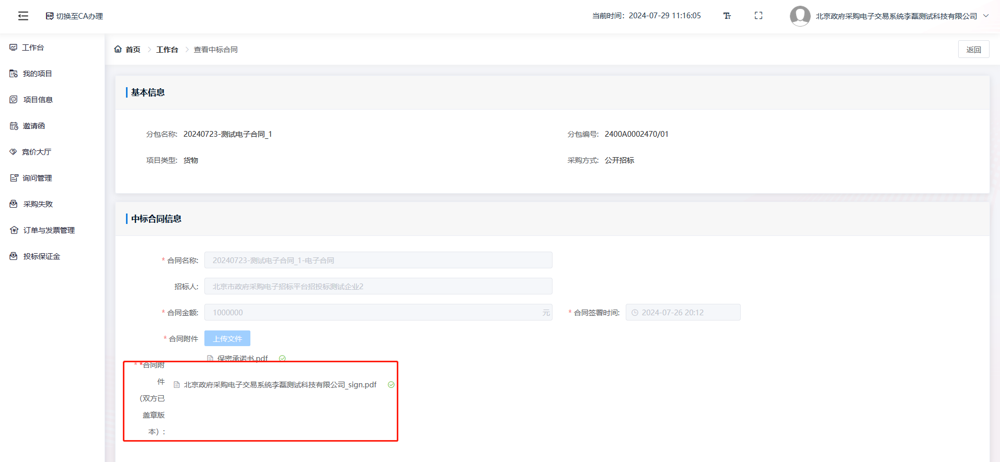 切换至CA办理
当前时间：2024-07-29 11:16:05
北京政府采购电子交易系统李磊测试科技有限公司
工作台
我的项目
项目信息
邀请函
竞价大厅
询问管理
采购失败
订单与发票管理
投标保证金
首页 > 工作台 > 查看中标合同
返回
基本信息
分包名称: 20240723-测试电子合同_1
分包编号: 2400A0002470/01
项目类型: 货物
采购方式: 公开招标
中标合同信息
* 合同名称: 20240723-测试电子合同_1-电子合同
招标人: 北京市政府采购电子招标平台招投标测试企业2
* 合同金额: 1000000 元
* 合同签署时间: 2024-07-26 20:12
* 合同附件 上传文件
保密承诺书.pdf
* *合同附
件
（双方已
盖章版
本）:
北京政府采购电子交易系统李磊测试科技有限公司_sign.pdf